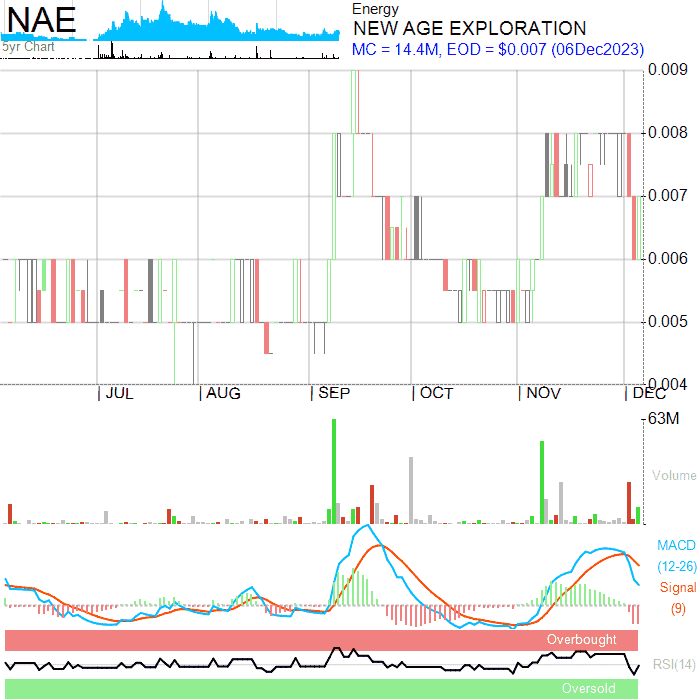 NAE
5yr Chart
Energy
NEW AGE EXPLORATION
MC = 14.4M, EOD = $0.007 (06Dec2023)
0.009
0.008
0.007
0.006
0.005
0.004
JUL
AUG
SEP
OCT
NOV
DEC
63M
Volume
MACD
(12-26)
Signal
(9)
Overbought
RSI(14)
Oversold